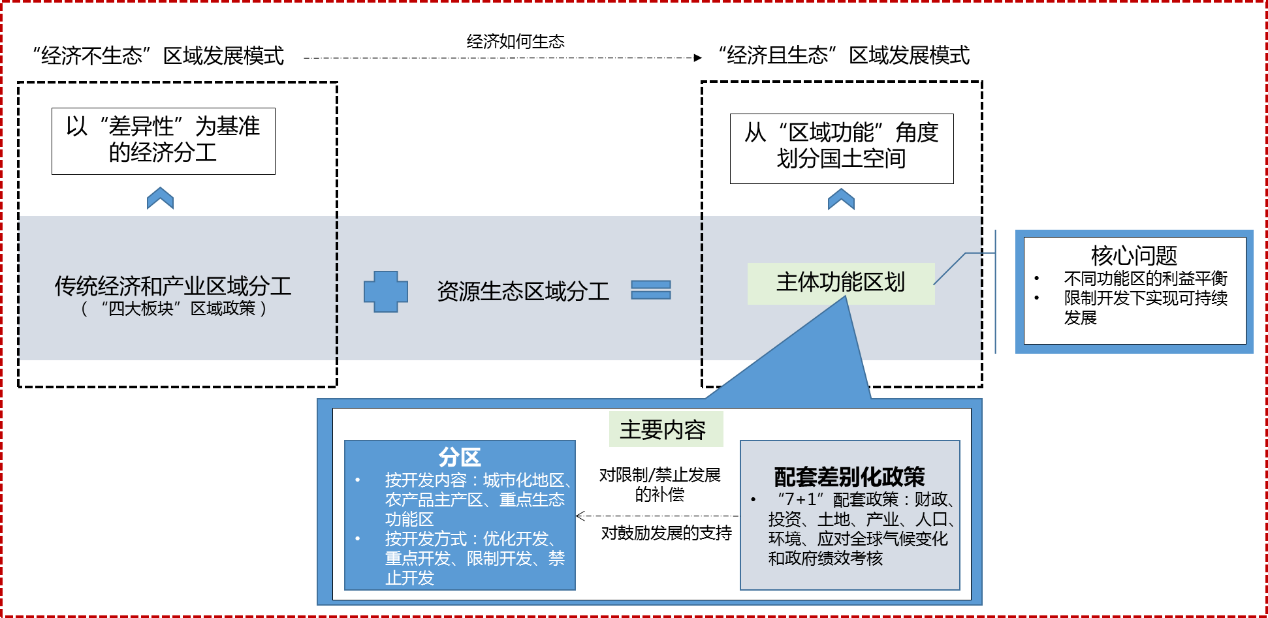 “经济不生态”区域发展模式
经济如何生态
“经济且生态”区域发展模式
以“差异性”为基准
的经济分工
从“区域功能”角度
划分国土空间
传统经济和产业区域分工
（“四大板块”区域政策）
资源生态区域分工
主体功能区划
核心问题
• 不同功能区的利益平衡
• 限制开发下实现可持续
发展
主要内容
分区
• 按开发内容：城市化地区、
农产品主产区、重点生态
功能区
• 按开发方式：优化开发、
重点开发、限制开发、禁
止开发
对限制/禁止发展
的补偿
对鼓励发展的支持
配套差别化政策
• “7+1”配套政策：财政、
投资、土地、产业、人口、
环境、应对全球气候变化
和政府绩效考核